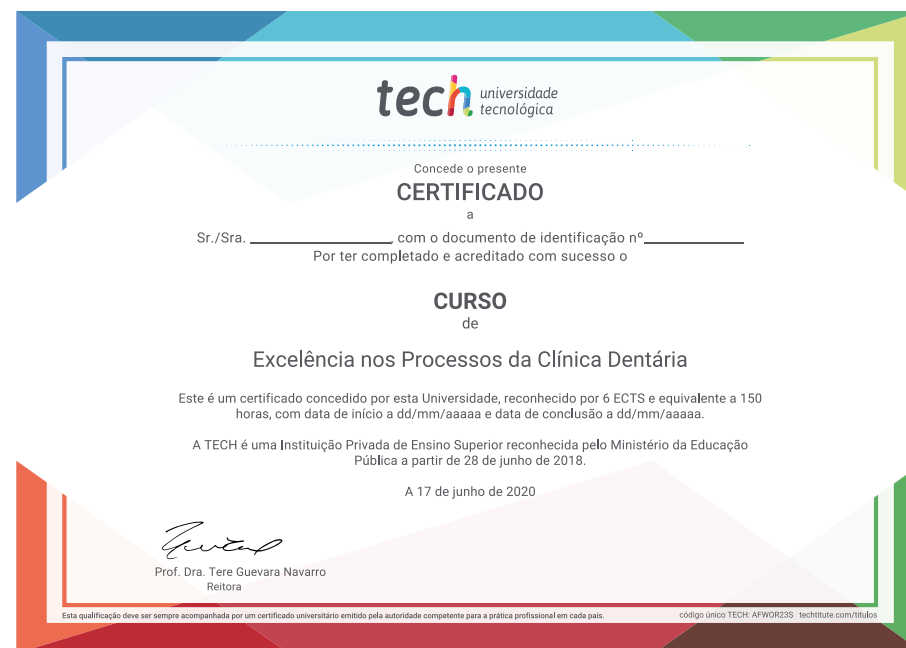 tech universidade
tecnológica
Concede o presente
CERTIFICADO
a
Sr./Sra. ________________, com o documento de identificação nº____________
Por ter completado e acreditado com sucesso o
CURSO
de
Excelência nos Processos da Clínica Dentária
Este é um certificado concedido por esta Universidade, reconhecido por 6 ECTS e equivalente a 150
horas, com data de início a dd/mm/aaaaa e data de conclusão a dd/mm/aaaaa.
A TECH é uma Instituição Privada de Ensino Superior reconhecida pelo Ministério da Educação
Pública a partir de 28 de junho de 2018.
A 17 de junho de 2020
Prof. Dra. Tere Guevara Navarro
Reitora
Esta qualificação deve ser sempre acompanhada por um certificado universitário emitido pela autoridade competente para a prática profissional em cada país.
código único TECH: AFWOR23S techtitute.com/titulos